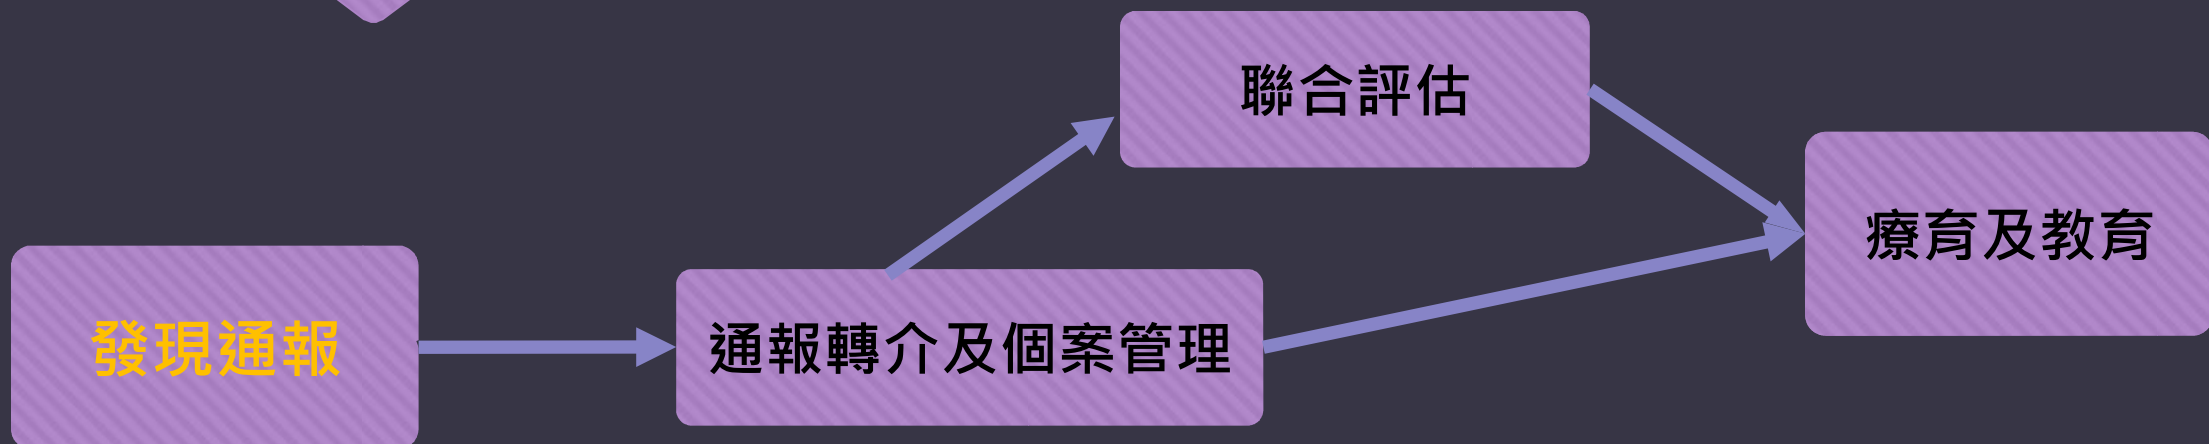 聯合評估
療育及教育
發現通報
通報轉介及個案管理